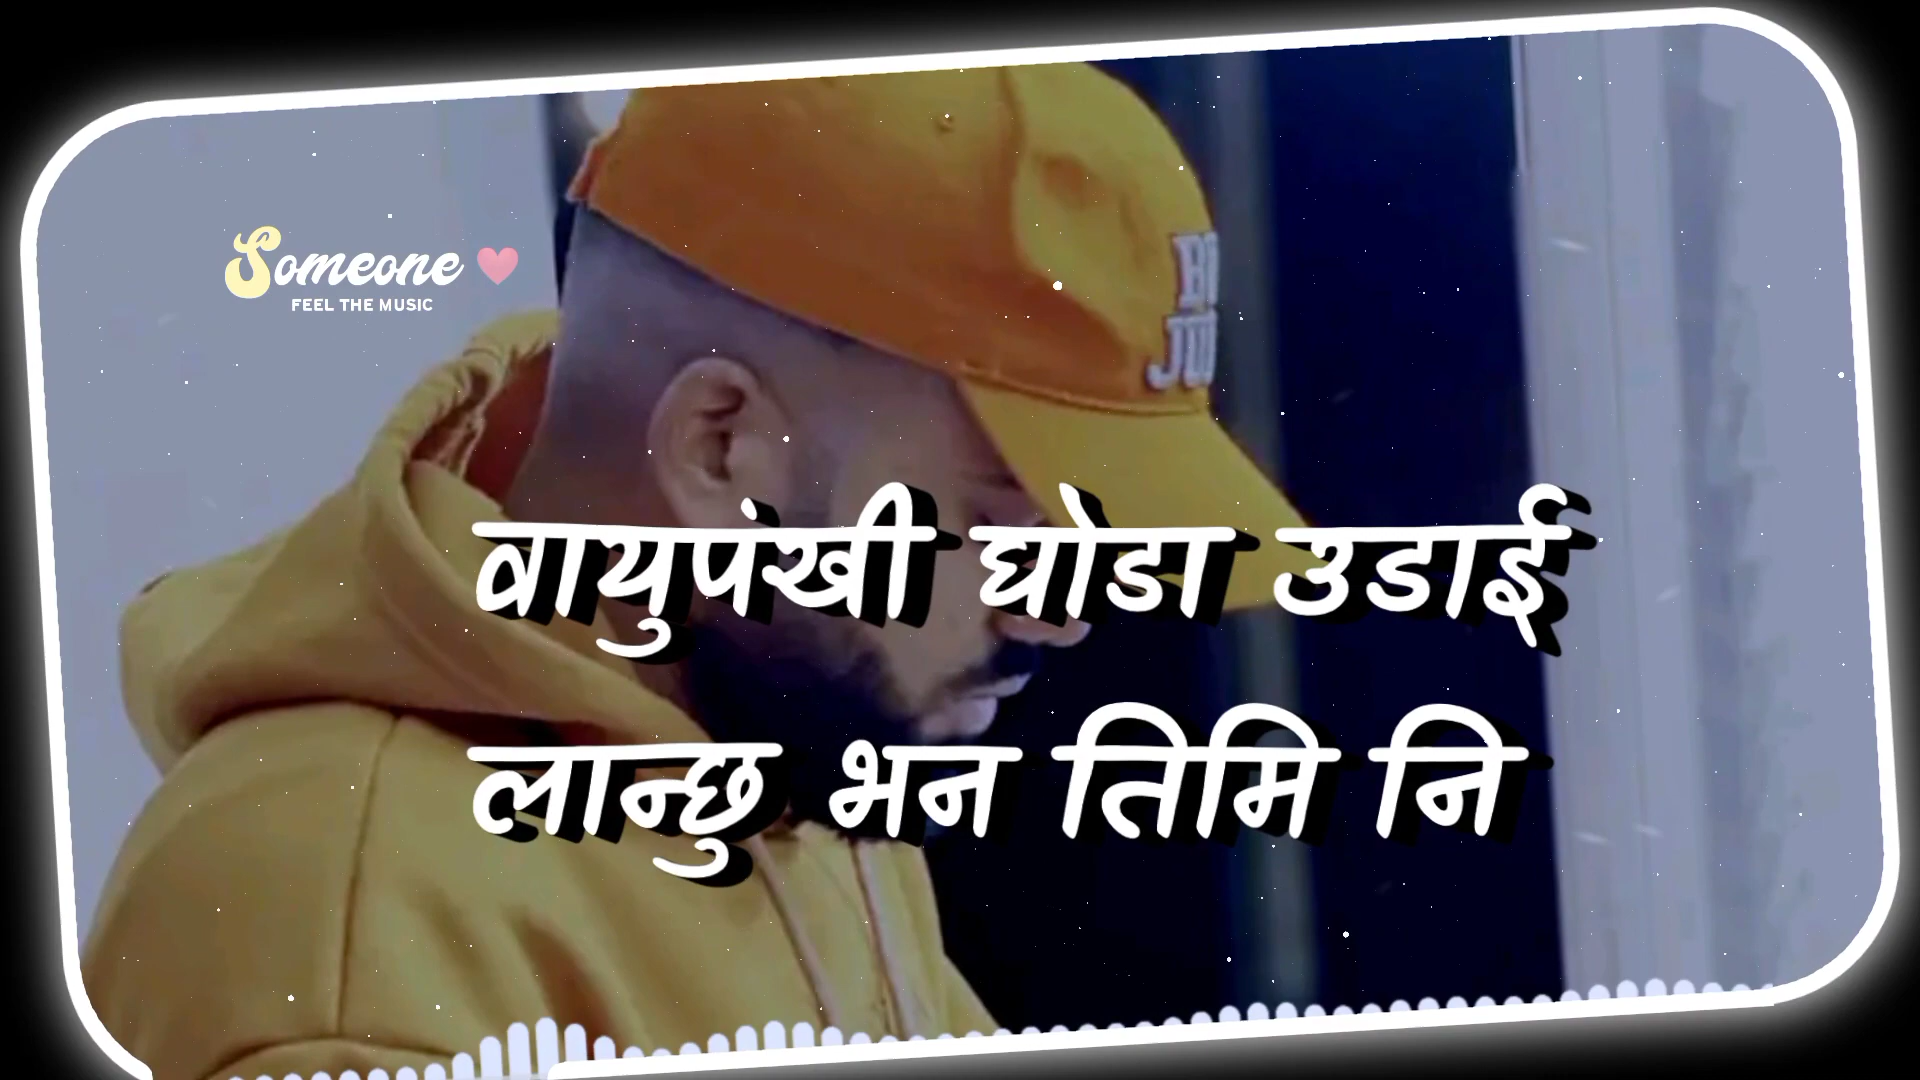 Someone
FEEL THE MUSIC
वायुपंखी घोडा उडाई
लान्छु भन तिमि नि